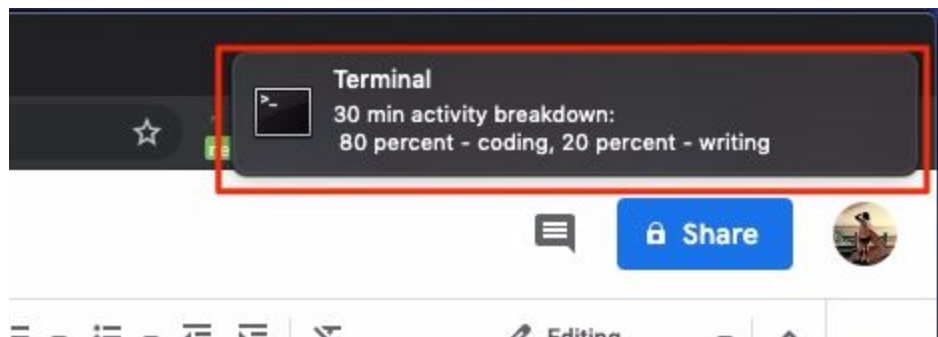 Terminal
30 min activity breakdown:
80 percent - coding, 20 percent - writing
Share
Editing